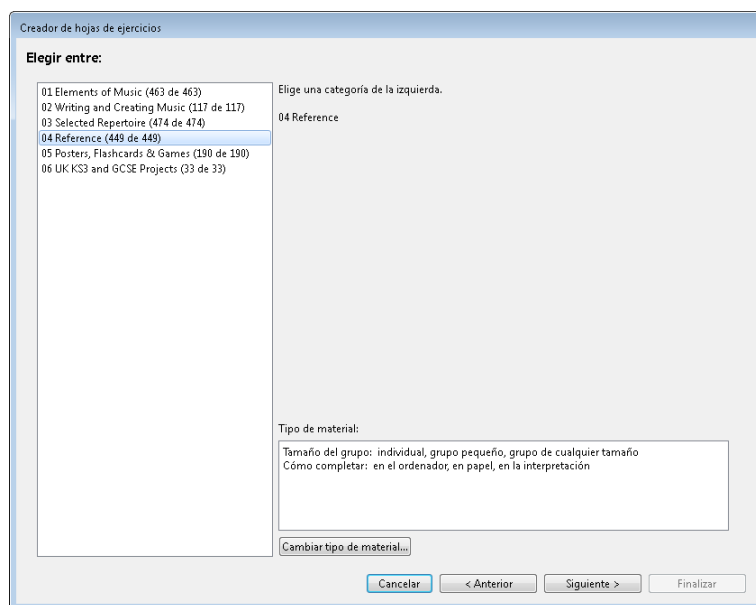 Creador de hojas de ejercicios
Elegir entre:
01 Elements of Music (463 de 463)
02 Writing and Creating Music (117 de 117)
03 Selected Repertoire (474 de 474)
04 Reference (449 de 449)
05 Posters, Flashcards & Games (190 de 190)
06 UK KS3 and GCSE Projects (33 de 33)
Elige una categoría de la izquierda.
04 Reference
Tipo de material:
Tamaño del grupo: individual, grupo pequeño, grupo de cualquier tamaño
Cómo completar: en el ordenador, en papel, en la interpretación
Cambiar tipo de material...
Cancelar
< Anterior
Siguiente >
Finalizar